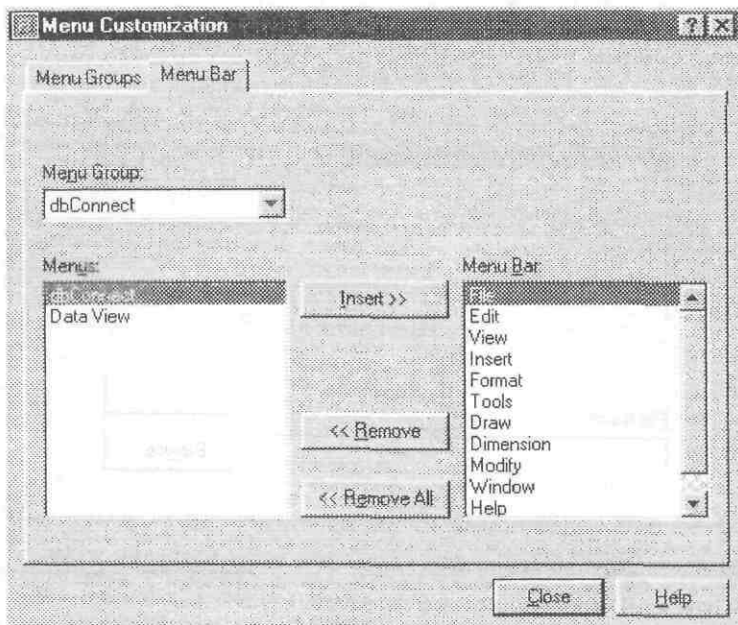 Menu Customization
Menu Groups
Menu Bar
Menu Group:
dbConnect
Menus:
dbConnect
Data View
Insert >>
<< Remove
<< Remove All
Menu Bar:
File
Edit
View
Insert
Format
Tools
Draw
Dimension
Modify
Window
Help
Close
Help